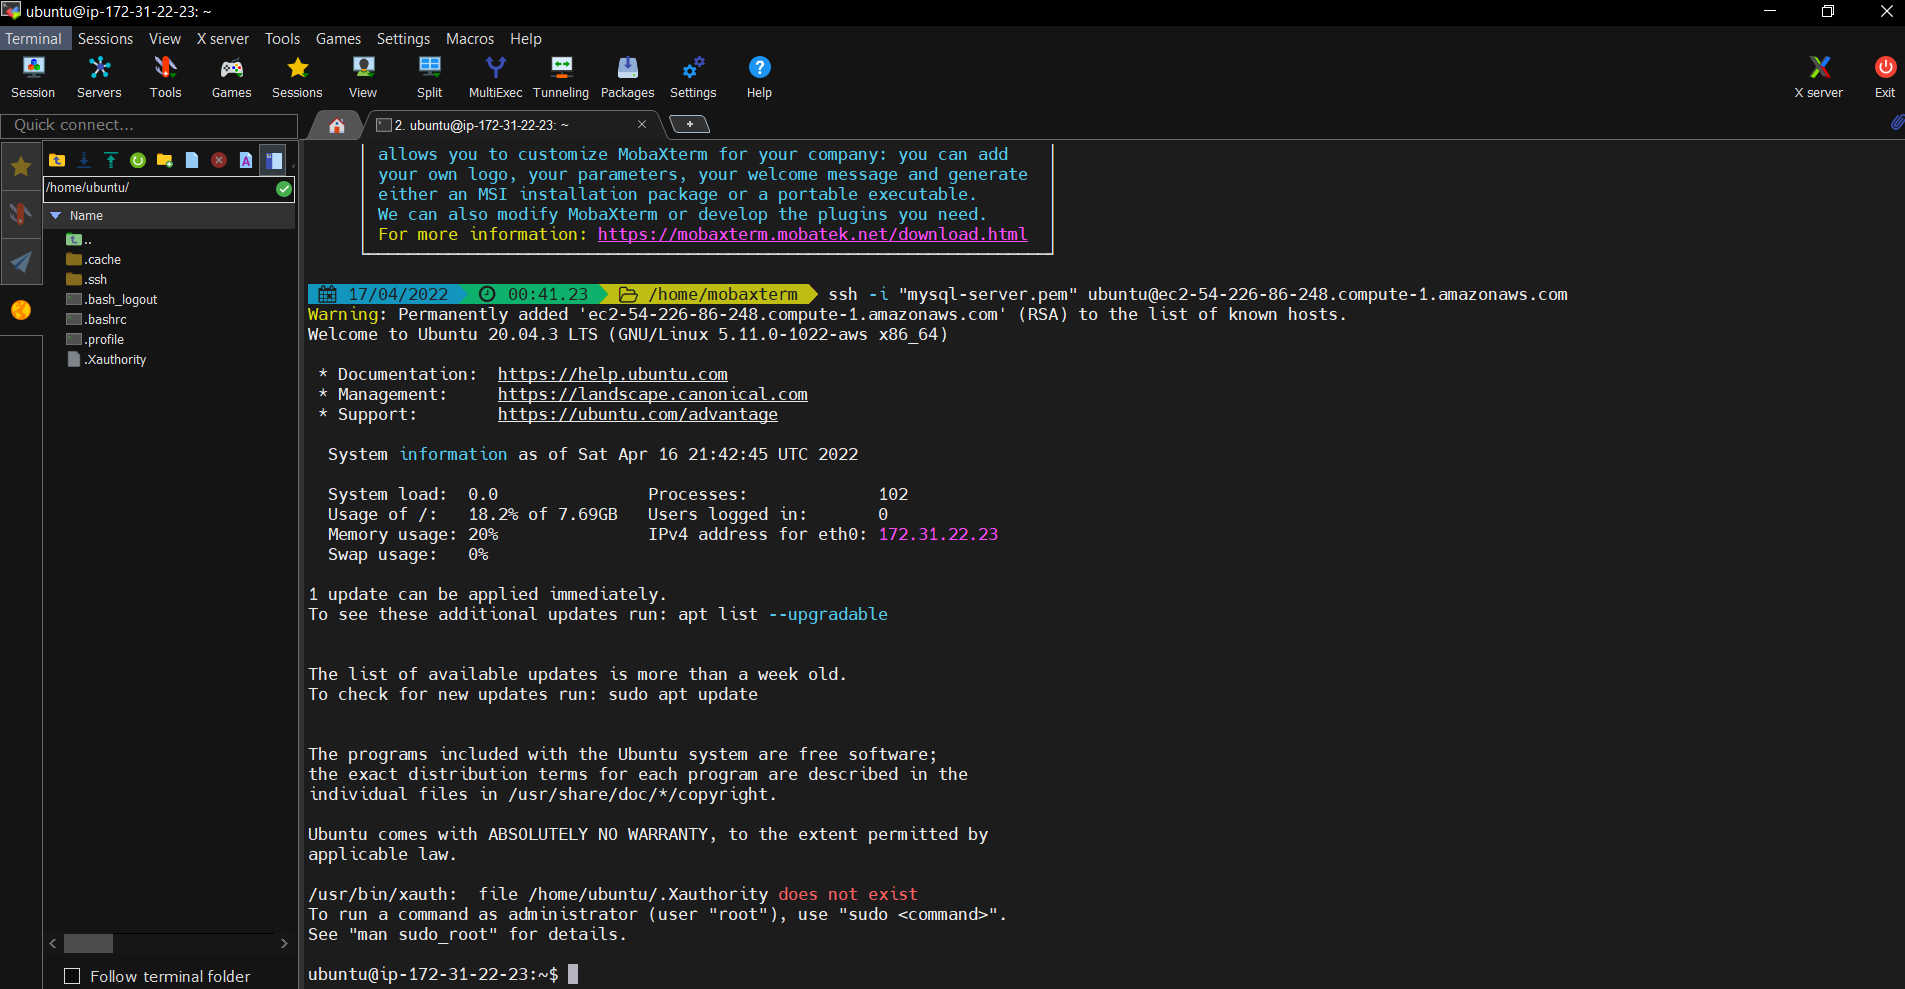 ubuntu@ip-172-31-22-23: ~
Terminal Sessions View X server Tools Games Settings Macros Help
Session Servers Tools Games Sessions View Split MultiExec Tunneling Packages Settings Help X server Exit
Quick connect...
2. ubuntu@ip-172-31-22-23: ~
/home/ubuntu/
Name
..
.cache
.ssh
.bash_logout
.bashrc
.profile
.Xauthority
Follow terminal folder
allows you to customize MobaXterm for your company: you can add
your own logo, your parameters, your welcome message and generate
either an MSI installation package or a portable executable.
We can also modify MobaXterm or develop the plugins you need.
For more information: https://mobaxterm.mobatek.net/download.html
17/04/2022 00:41.23 /home/mobaxterm ssh -i "mysql-server.pem" ubuntu@ec2-54-226-86-248.compute-1.amazonaws.com
Warning: Permanently added 'ec2-54-226-86-248.compute-1.amazonaws.com' (RSA) to the list of known hosts.
Welcome to Ubuntu 20.04.3 LTS (GNU/Linux 5.11.0-1022-aws x86_64)
* Documentation: https://help.ubuntu.com
* Management: https://landscape.canonical.com
* Support: https://ubuntu.com/advantage
System information as of Sat Apr 16 21:42:45 UTC 2022
System load: 0.0 Processes: 102
Usage of /: 18.2% of 7.69GB Users logged in: 0
Memory usage: 20% IPv4 address for eth0: 172.31.22.23
Swap usage: 0%
1 update can be applied immediately.
To see these additional updates run: apt list --upgradable
The list of available updates is more than a week old.
To check for new updates run: sudo apt update
The programs included with the Ubuntu system are free software;
the exact distribution terms for each program are described in the
individual files in /usr/share/doc/*/copyright.
Ubuntu comes with ABSOLUTELY NO WARRANTY, to the extent permitted by
applicable law.
/usr/bin/xauth: file /home/ubuntu/.Xauthority does not exist
To run a command as administrator (user "root"), use "sudo <command>".
See "man sudo_root" for details.
ubuntu@ip-172-31-22-23:~$